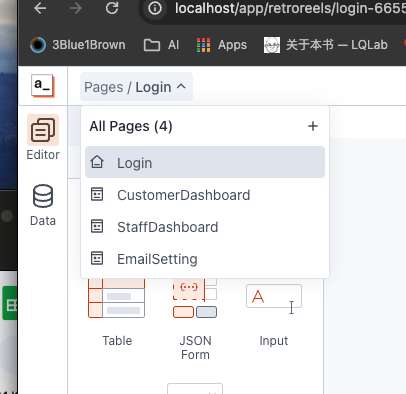 localhost/app/retroreels/login-6655
3Blue1Brown AI Apps 关于本书 — LQLab
a_ Pages / Login
Editor
Data
All Pages (4) +
Login
CustomerDashboard
StaffDashboard
EmailSetting
Table JSON Form Input
A